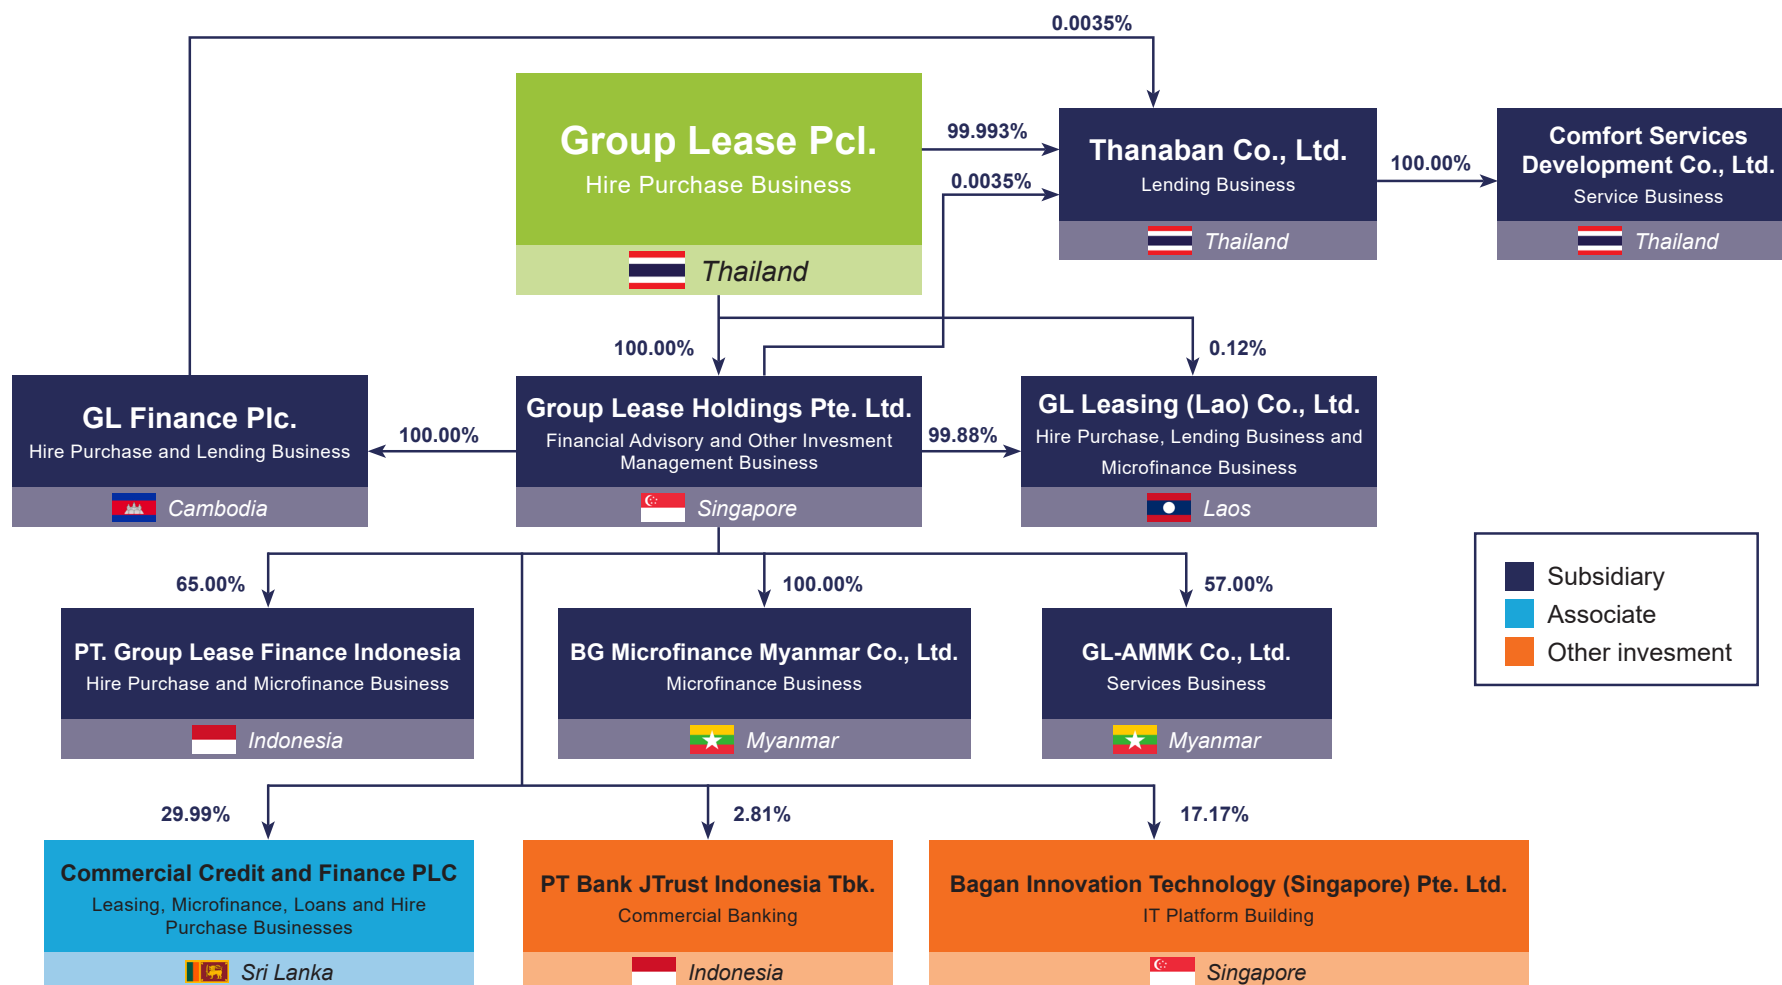 0.0035%
Group Lease Pcl.
Hire Purchase Business
Thailand
99.993%
0.0035%
Thanaban Co., Ltd.
Lending Business
Thailand
100.00%
Comfort Services
Development Co., Ltd.
Service Business
Thailand
100.00%
0.12%
GL Finance Plc.
Hire Purchase and Lending Business
Cambodia
100.00%
Group Lease Holdings Pte. Ltd.
Financial Advisory and Other Invesment
Management Business
Singapore
99.88%
GL Leasing (Lao) Co., Ltd.
Hire Purchase, Lending Business and
Microfinance Business
Laos
Subsidiary
Associate
Other invesment
65.00%
100.00%
57.00%
PT. Group Lease Finance Indonesia
Hire Purchase and Microfinance Business
Indonesia
BG Microfinance Myanmar Co., Ltd.
Microfinance Business
Myanmar
GL-AMMK Co., Ltd.
Services Business
Myanmar
29.99%
2.81%
17.17%
Commercial Credit and Finance PLC
Leasing, Microfinance, Loans and Hire
Purchase Businesses
Sri Lanka
PT Bank JTrust Indonesia Tbk.
Commercial Banking
Indonesia
Bagan Innovation Technology (Singapore) Pte. Ltd.
IT Platform Building
Singapore